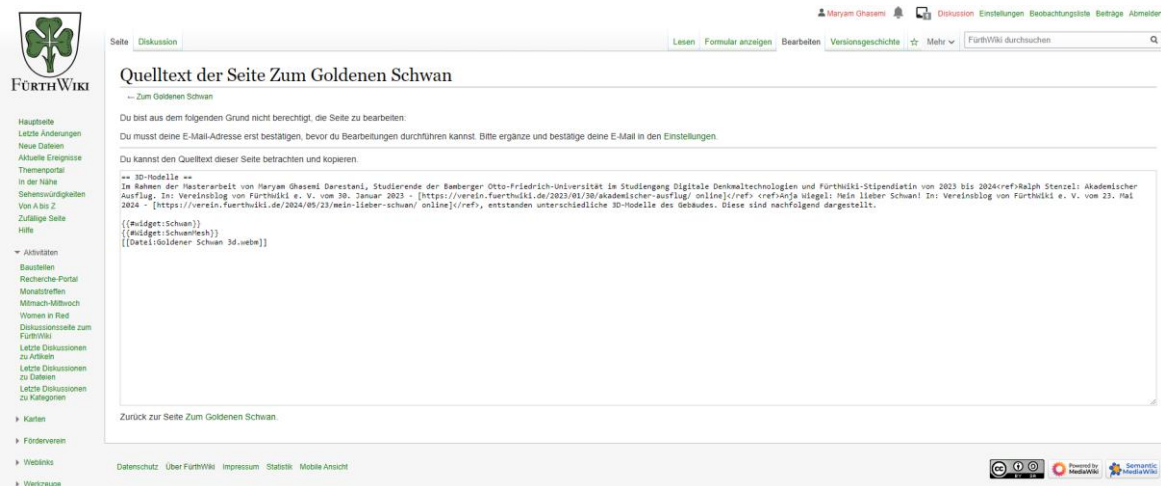 Maryam Ghasemi Diskussion Einstellungen Beobachtungsliste Beiträge Abmelden
Seite Diskussion
Lesen Formular anzeigen Bearbeiten Versionsgeschichte Mehr FürthWiki durchsuchen
FÜRTHWIKI
Hauptseite
Letzte Änderungen
Neue Dateien
Aktuelle Ereignisse
Themenportal
In der Nähe
Sehenswürdigkeiten
Von A bis Z
Zufällige Seite
Hilfe
Aktivitäten
Baustellen
Recherche-Portal
Monatstreffen
Mitmach-Mittwoch
Women in Red
Diskussionsseite zum
FürthWiki
Letzte Diskussionen
zu Artikeln
Letzte Diskussionen
zu Dateien
Letzte Diskussionen
zu Kategorien
Karten
Förderverein
Weblinks
Werkzeuge
Quelltext der Seite Zum Goldenen Schwan
← Zum Goldenen Schwan
Du bist aus dem folgenden Grund nicht berechtigt, die Seite zu bearbeiten:
Du musst deine E-Mail-Adresse erst bestätigen, bevor du Bearbeitungen durchführen kannst. Bitte ergänze und bestätige deine E-Mail in den Einstellungen.
Du kannst den Quelltext dieser Seite betrachten und kopieren.
== 3D-Modelle ==
Im Rahmen der Masterarbeit von Maryam Ghasemi Darestani, Studierende der Bamberger Otto-Friedrich-Universität im Studiengang Digitale Denkmaltechnologien und FürthWiki-Stipendiatin von 2023 bis 2024<ref>Ralph Stenzel: Akademischer
Ausflug. In: Vereinsblog von FürthWiki e. V. vom 30. Januar 2023 - [https://verein.fuerthwiki.de/2023/01/30/akademischer-ausflug/ online]</ref> <ref>Anja Wiegel: Mein lieber Schwan! In: Vereinsblog von FürthWiki e. V. vom 23. Mai
2024 - [https://verein.fuerthwiki.de/2024/05/23/mein-lieber-schwan/ online]</ref>, entstanden unterschiedliche 3D-Modelle des Gebäudes. Diese sind nachfolgend dargestellt.
{{#widget:Schwan}}
{{#Widget:SchwanMesh}}
[[Datei:Goldener Schwan 3d.webm]]
Zurück zur Seite Zum Goldenen Schwan.
Datenschutz Über FürthWiki Impressum Statistik Mobile Ansicht
Powered by
MediaWiki
Semantic
MediaWiki